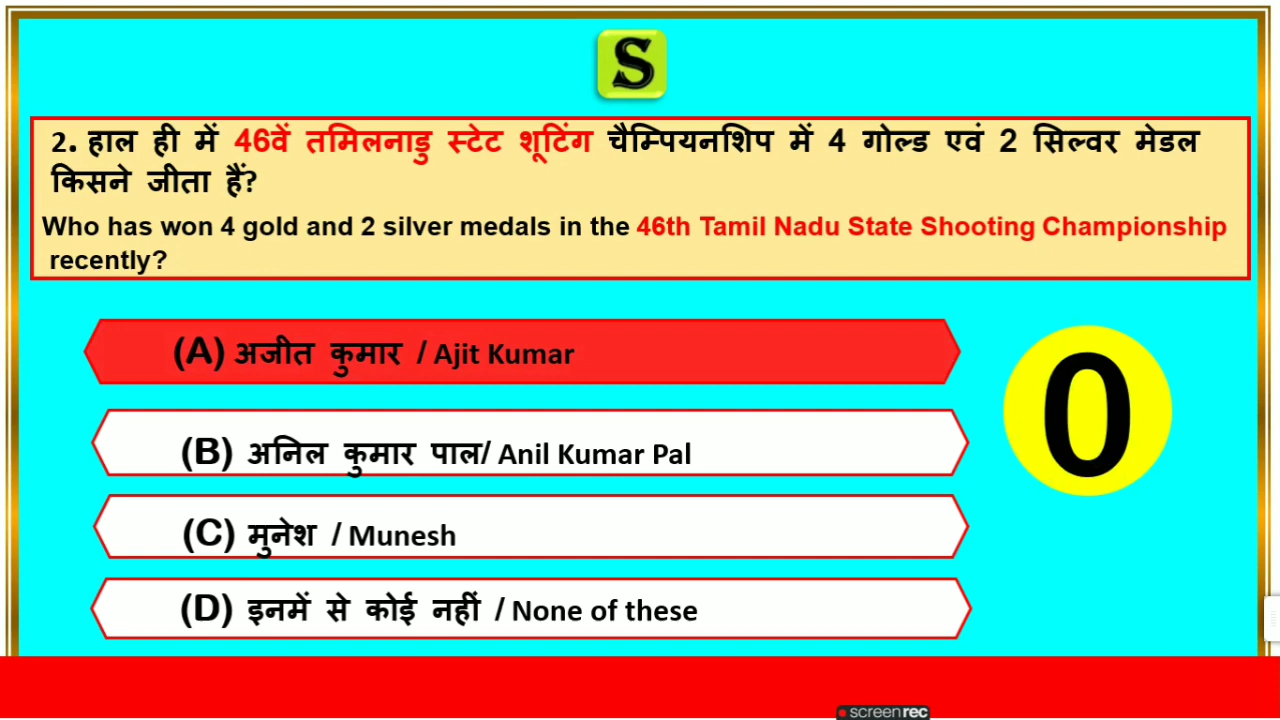 S
2. हाल ही में 46वें तमिलनाडु स्टेट शूटिंग चैम्पियनशिप में 4 गोल्ड एवं 2 सिल्वर मेडल
किसने जीता हैं?
Who has won 4 gold and 2 silver medals in the 46th Tamil Nadu State Shooting Championship
recently?
(A) अजीत कुमार / Ajit Kumar
(B) अनिल कुमार पाल/ Anil Kumar Pal
(C) मुनेश / Munesh
(D) इनमें से कोई नहीं / None of these
0
screenrec